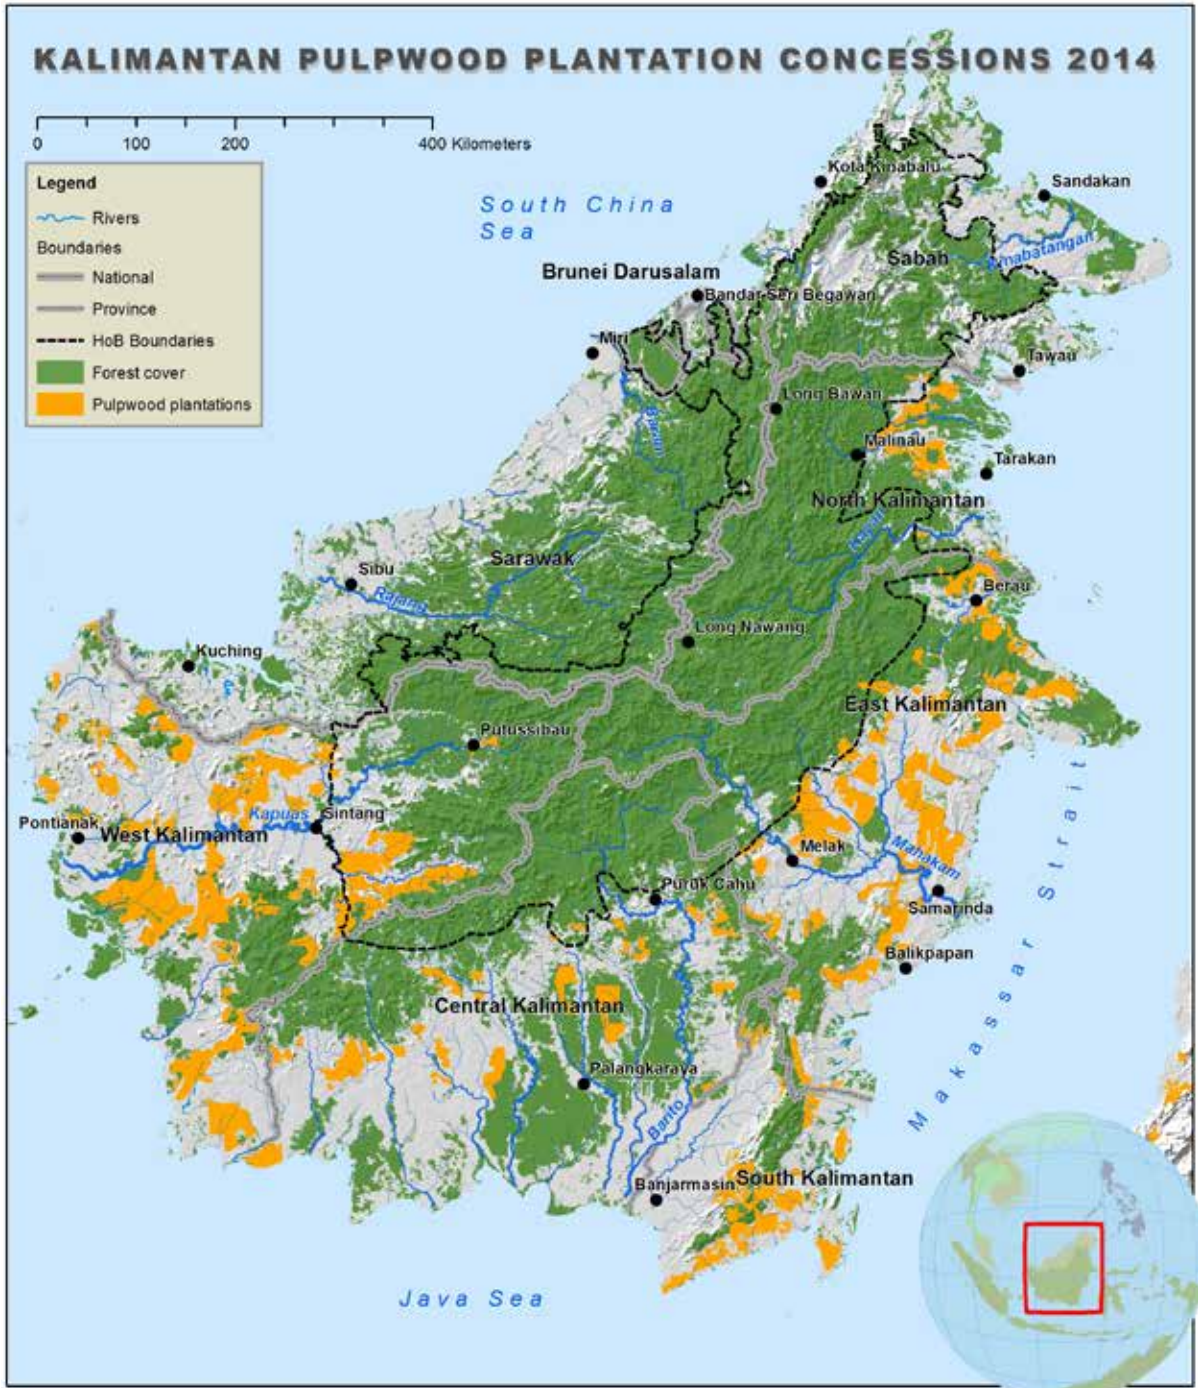 KALIMANTAN PULPWOOD PLANTATION CONCESSIONS 2014
0 100 200 400 Kilometers
Legend
Rivers
Boundaries
National
Province
HoB Boundaries
Forest cover
Pulpwood plantations
South China
Sea
Kota Kinabalu
Sandakan
Kinabatangan
Sabah
Brunei Darusalam
Bandar Seri Begawan
Miri
Tawau
Long Bawan
Baram
Malinau
Tarakan
North Kalimantan
Kayan
Sarawak
Sibu
Rajang
Berau
Long Nawang
Kuching
East Kalimantan
Putussibau
Kapuas
Sintang
Pontianak
West Kalimantan
Melak
Mahakam
Puruk Cahu
Samarinda
Balikpapan
Makassar Strait
Central Kalimantan
Palangkaraya
Barito
Banjarmasin
South Kalimantan
Java Sea